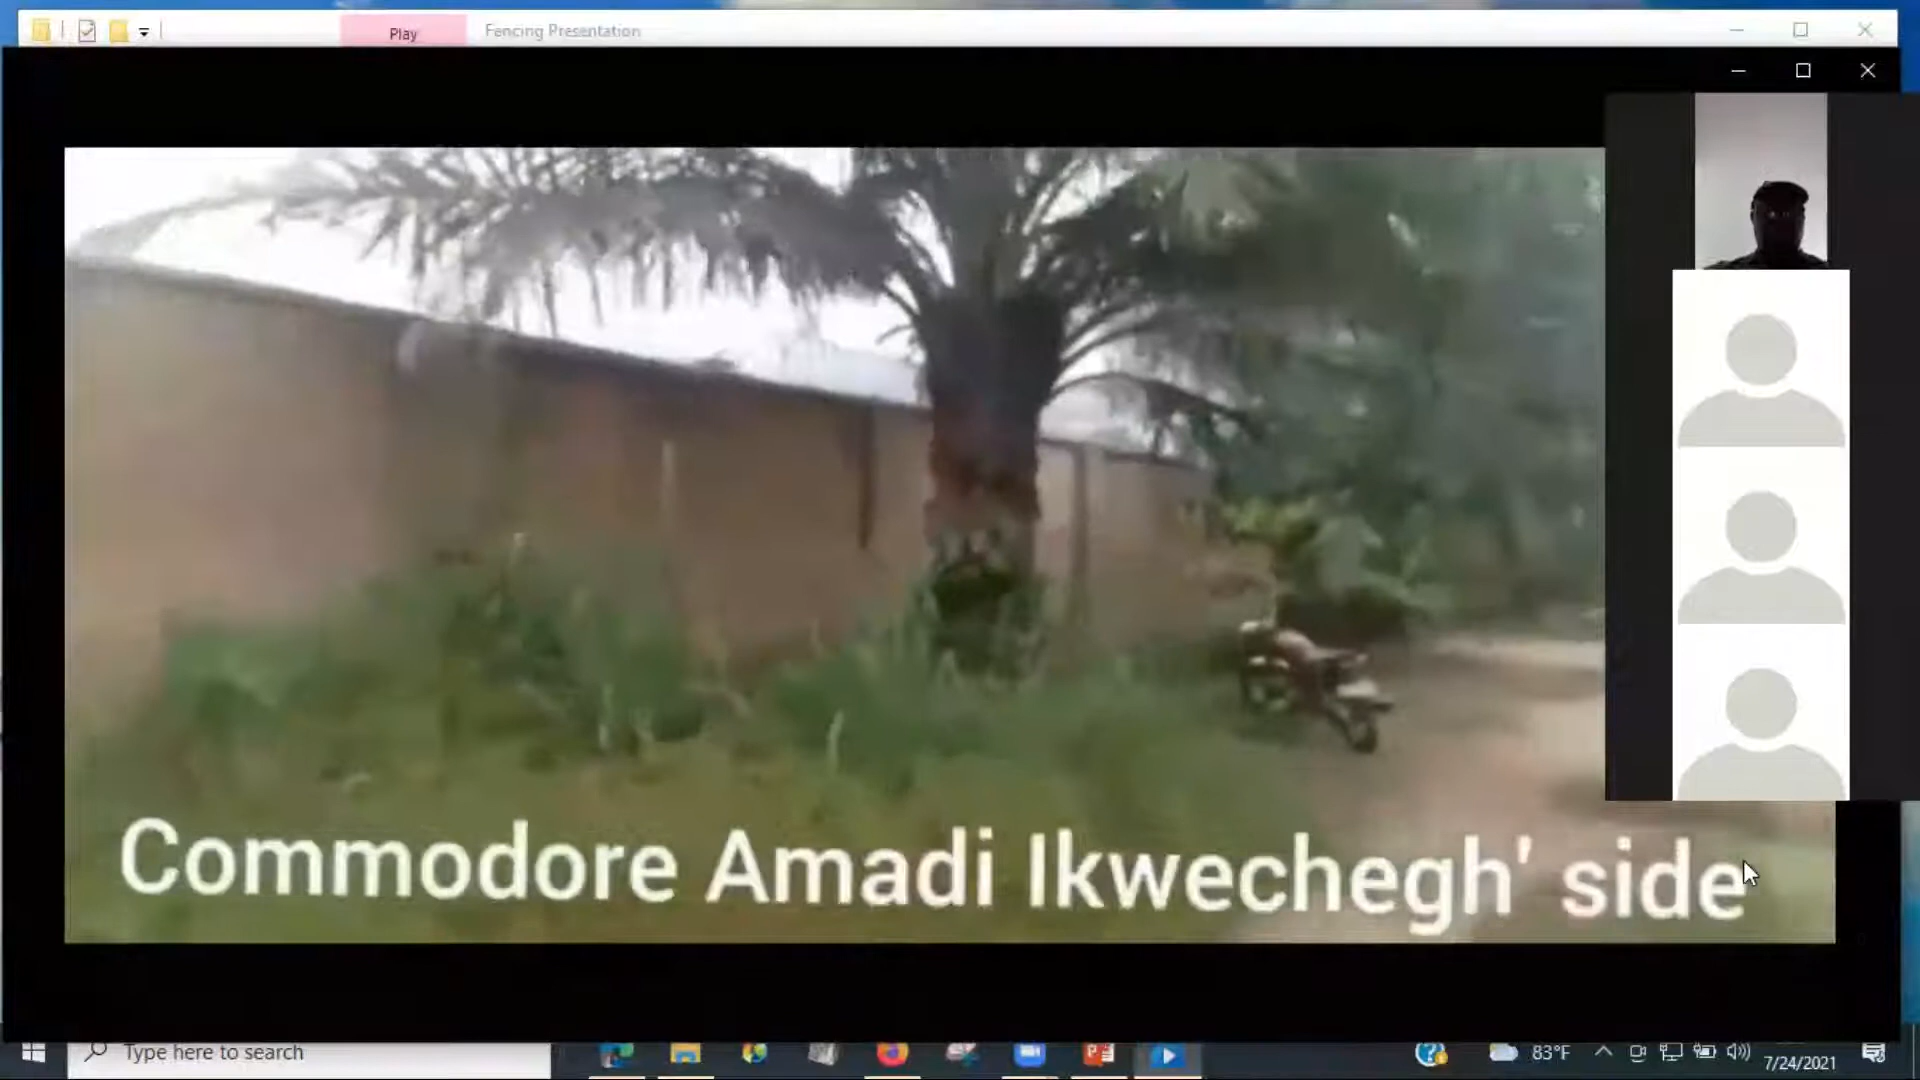 Play
Fencing Presentation
Commodore Amadi Ikwechegh' side
Type here to search
83°F
7/24/2021